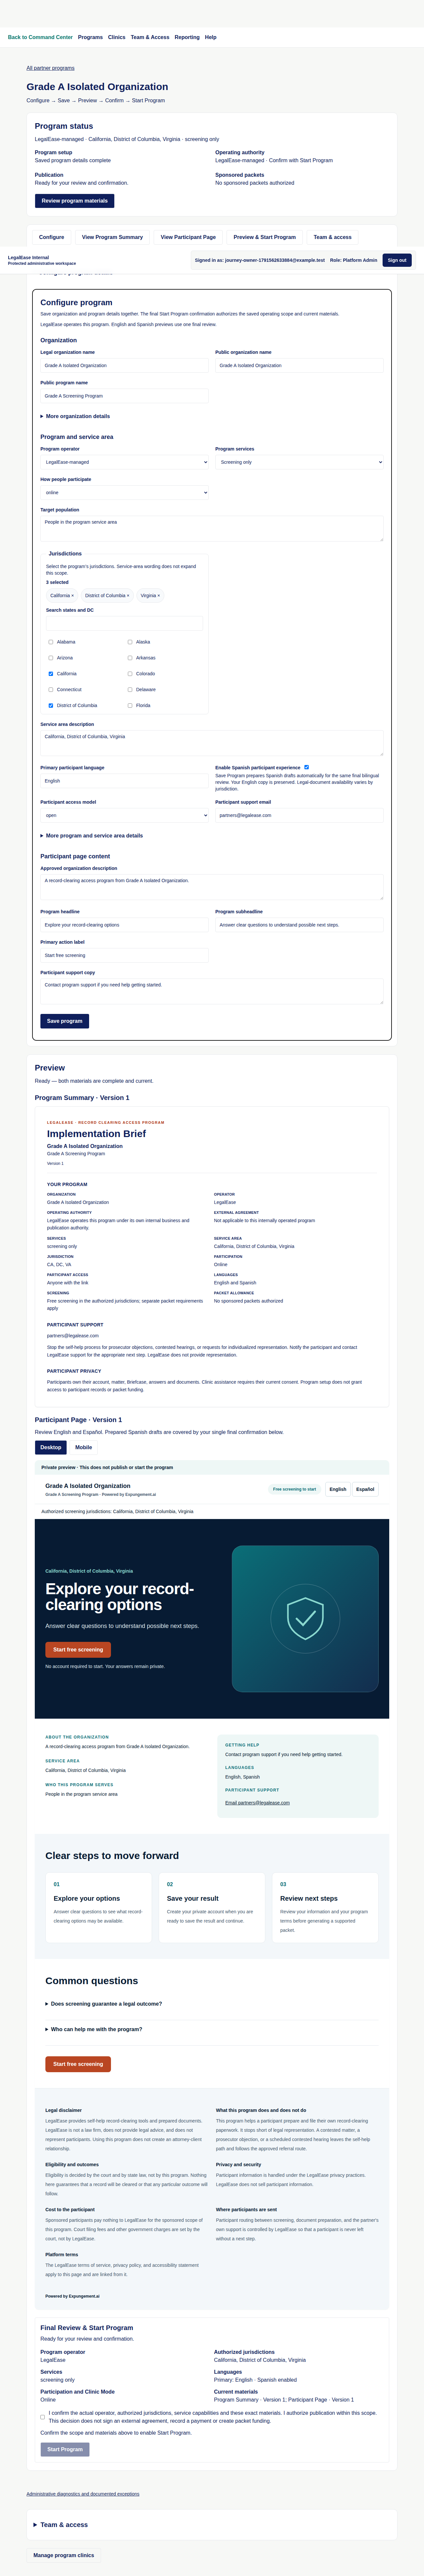 Back to Command Center Programs Clinics Team & Access Reporting Help
All partner programs
Grade A Isolated Organization
Configure → Save → Preview → Confirm → Start Program
Program status
LegalEase-managed · California, District of Columbia, Virginia · screening only
Program setup
Saved program details complete
Operating authority
LegalEase-managed · Confirm with Start Program
Publication
Ready for your review and confirmation.
Sponsored packets
No sponsored packets authorized
Review program materials
Configure View Program Summary View Participant Page Preview & Start Program Team & access
LegalEase Internal
Protected administrative workspace
Signed in as: journey-owner-1791562633984@example.test Role: Platform Admin Sign out
Configure program
Save organization and program details together. The final Start Program confirmation authorizes the saved operating scope and current materials.
LegalEase operates this program. English and Spanish previews use one final review.
Organization
Legal organization name
Grade A Isolated Organization
Public organization name
Grade A Isolated Organization
Public program name
Grade A Screening Program
More organization details
Program and service area
Program operator
LegalEase-managed
Program services
Screening only
How people participate
online
Target population
People in the program service area
Jurisdictions
Select the program's jurisdictions. Service-area wording does not expand
this scope.
3 selected
California × District of Columbia × Virginia ×
Search states and DC
Alabama Alaska
Arizona Arkansas
California Colorado
Connecticut Delaware
District of Columbia Florida
Service area description
California, District of Columbia, Virginia
Primary participant language
English
Enable Spanish participant experience
Save Program prepares Spanish drafts automatically for the same final bilingual
review. Your English copy is preserved. Legal-document availability varies by
jurisdiction.
Participant access model
open
Participant support email
partners@legalease.com
More program and service area details
Participant page content
Approved organization description
A record-clearing access program from Grade A Isolated Organization.
Program headline
Explore your record-clearing options
Program subheadline
Answer clear questions to understand possible next steps.
Primary action label
Start free screening
Participant support copy
Contact program support if you need help getting started.
Save program
Preview
Ready — both materials are complete and current.
Program Summary · Version 1
LEGALEASE · RECORD CLEARING ACCESS PROGRAM
Implementation Brief
Grade A Isolated Organization
Grade A Screening Program
Version 1
YOUR PROGRAM
ORGANIZATION
Grade A Isolated Organization
OPERATOR
LegalEase
OPERATING AUTHORITY
LegalEase operates this program under its own internal business and
publication authority.
EXTERNAL AGREEMENT
Not applicable to this internally operated program
SERVICES
screening only
SERVICE AREA
California, District of Columbia, Virginia
JURISDICTION
CA, DC, VA
PARTICIPATION
Online
PARTICIPANT ACCESS
Anyone with the link
LANGUAGES
English and Spanish
SCREENING
Free screening in the authorized jurisdictions; separate packet requirements
apply
PACKET ALLOWANCE
No sponsored packets authorized
PARTICIPANT SUPPORT
partners@legalease.com
Stop the self-help process for prosecutor objections, contested hearings, or requests for individualized representation. Notify the participant and contact
LegalEase support for the appropriate next step. LegalEase does not provide representation.
PARTICIPANT PRIVACY
Participants own their account, matter, Briefcase, answers and documents. Clinic assistance requires their current consent. Program setup does not grant
access to participant records or packet funding.
Participant Page · Version 1
Review English and Español. Prepared Spanish drafts are covered by your single final confirmation below.
Desktop Mobile
Private preview · This does not publish or start the program
Grade A Isolated Organization
Grade A Screening Program · Powered by Expungement.ai
Free screening to start English Español
Authorized screening jurisdictions: California, District of Columbia, Virginia
California, District of Columbia, Virginia
Explore your record-
clearing options
Answer clear questions to understand possible next steps.
Start free screening
No account required to start. Your answers remain private.
ABOUT THE ORGANIZATION
A record-clearing access program from Grade A Isolated Organization.
SERVICE AREA
California, District of Columbia, Virginia
WHO THIS PROGRAM SERVES
People in the program service area
GETTING HELP
Contact program support if you need help getting started.
LANGUAGES
English, Spanish
PARTICIPANT SUPPORT
Email partners@legalease.com
Clear steps to move forward
01
Explore your options
Answer clear questions to see what record-
clearing options may be available.
02
Save your result
Create your private account when you are
ready to save the result and continue.
03
Review next steps
Review your information and your program
terms before generating a supported
packet.
Common questions
Does screening guarantee a legal outcome?
Who can help me with the program?
Start free screening
Legal disclaimer
LegalEase provides self-help record-clearing tools and prepared documents.
LegalEase is not a law firm, does not provide legal advice, and does not
represent participants. Using this program does not create an attorney-client
relationship.
What this program does and does not do
This program helps a participant prepare and file their own record-clearing
paperwork. It stops short of legal representation. A contested matter, a
prosecutor objection, or a scheduled contested hearing leaves the self-help
path and follows the approved referral route.
Eligibility and outcomes
Eligibility is decided by the court and by state law, not by this program. Nothing
here guarantees that a record will be cleared or that any particular outcome will
follow.
Privacy and security
Participant information is handled under the LegalEase privacy practices.
LegalEase does not sell participant information.
Cost to the participant
Sponsored participants pay nothing to LegalEase for the sponsored scope of
this program. Court filing fees and other government charges are set by the
court, not by LegalEase.
Where participants are sent
Participant routing between screening, document preparation, and the partner's
own support is controlled by LegalEase so that a participant is never left
without a next step.
Platform terms
The LegalEase terms of service, privacy policy, and accessibility statement
apply to this page and are linked from it.
Powered by Expungement.ai
Final Review & Start Program
Ready for your review and confirmation.
Program operator
LegalEase
Authorized jurisdictions
California, District of Columbia, Virginia
Services
screening only
Languages
Primary: English · Spanish enabled
Participation and Clinic Mode
Online
Current materials
Program Summary · Version 1; Participant Page · Version 1
I confirm the actual operator, authorized jurisdictions, service capabilities and these exact materials. I authorize publication within this scope.
This decision does not sign an external agreement, record a payment or create packet funding.
Confirm the scope and materials above to enable Start Program.
Start Program
Administrative diagnostics and documented exceptions
Team & access
Manage program clinics